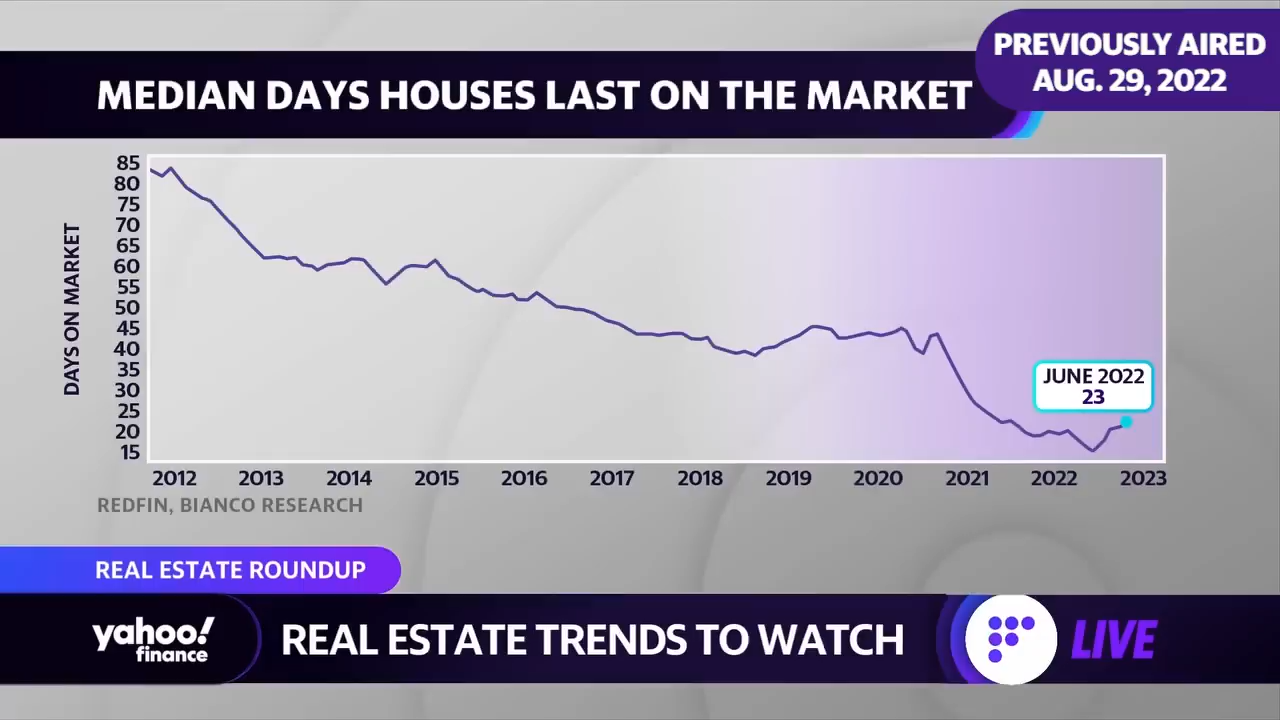 PREVIOUSLY AIRED
AUG. 29, 2022
MEDIAN DAYS HOUSES LAST ON THE MARKET
DAYS ON MARKET
85
80
75
70
65
60
55
50
45
40
35
30
25
20
15
JUNE 2022
23
2012 2013 2014 2015 2016 2017 2018 2019 2020 2021 2022 2023
REDFIN, BIANCO RESEARCH
REAL ESTATE ROUNDUP
yahoo!
finance
REAL ESTATE TRENDS TO WATCH
LIVE